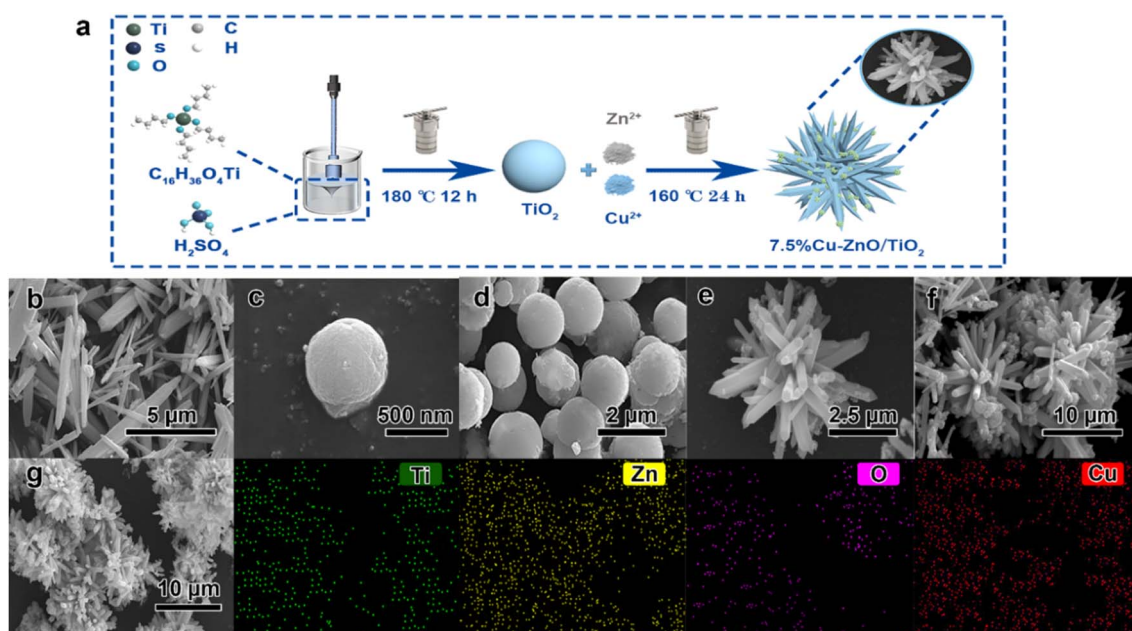 a
Ti C
s H
O
C₁₆H₃₆O₄Ti
H₂SO₄
180 ℃ 12 h
TiO₂
+
Zn²⁺
Cu²⁺
160 ℃ 24 h
7.5%Cu-ZnO/TiO₂
b
5 µm
c
500 nm
d
2 µm
e
2.5 µm
f
10 µm
g
10 µm
Ti
Zn
O
Cu